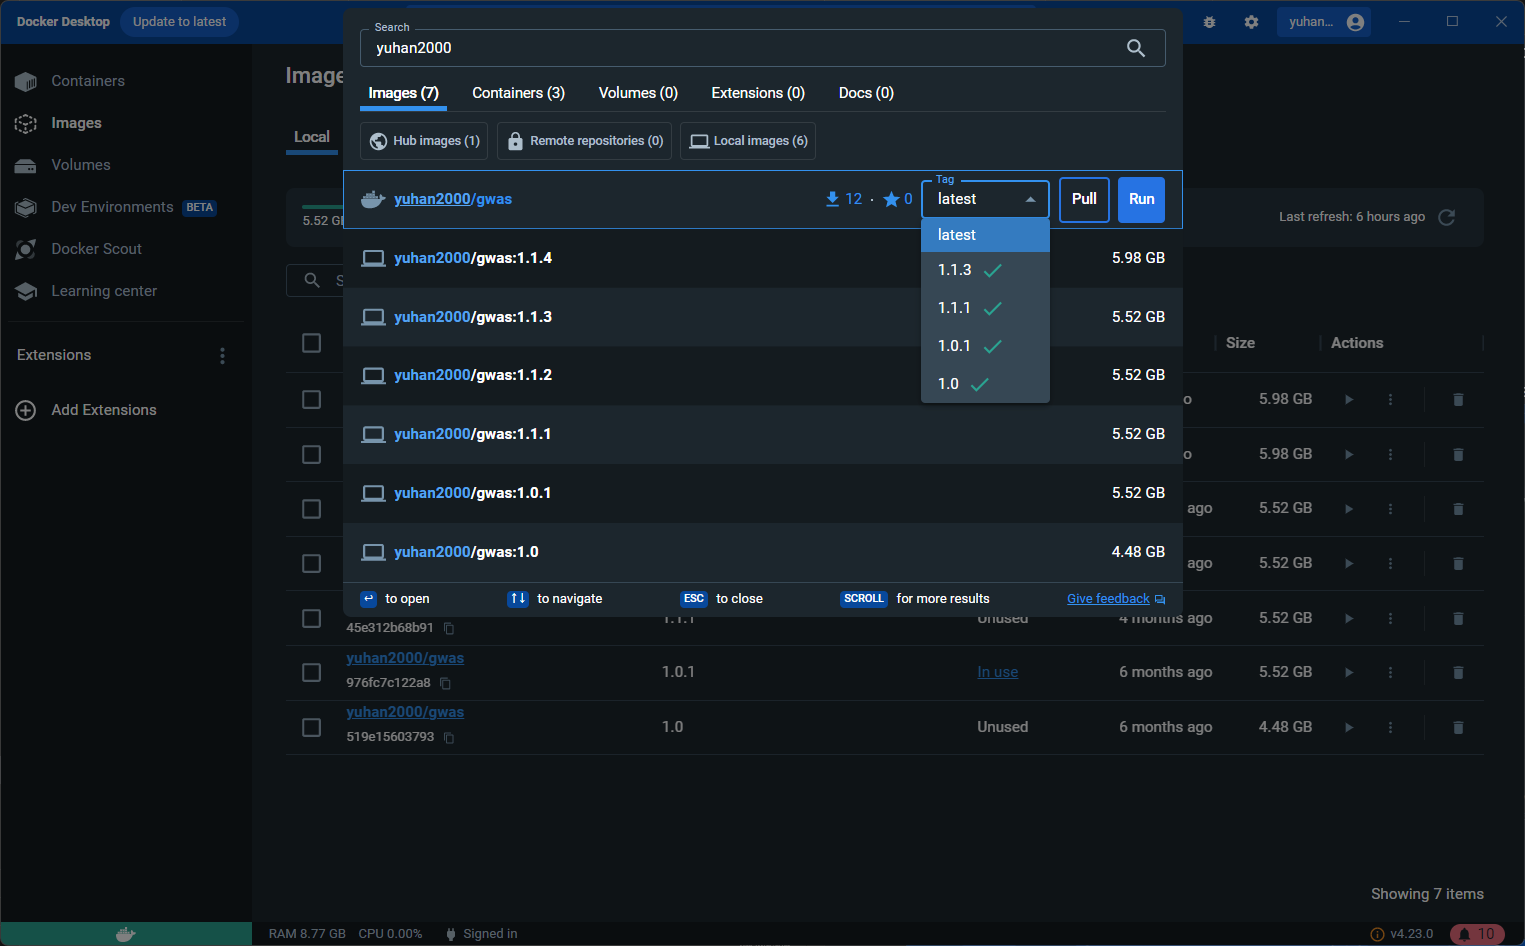 Docker Desktop
Update to latest
yuhan...
Containers
Images
Volumes
Dev Environments BETA
Docker Scout
Learning center
Extensions
Add Extensions
Image
Local
5.52 GB
Last refresh: 6 hours ago
S
Search
yuhan2000
Images (7) Containers (3) Volumes (0) Extensions (0) Docs (0)
Hub images (1) Remote repositories (0) Local images (6)
yuhan2000/gwas 12 · 0 Tag latest Pull Run
latest
1.1.3
1.1.1
1.0.1
1.0
yuhan2000/gwas:1.1.4 5.98 GB
yuhan2000/gwas:1.1.3 5.52 GB
yuhan2000/gwas:1.1.2 5.52 GB
yuhan2000/gwas:1.1.1 5.52 GB
yuhan2000/gwas:1.0.1 5.52 GB
yuhan2000/gwas:1.0 4.48 GB
to open to navigate ESC to close SCROLL for more results Give feedback
Size Actions
o 5.98 GB
o 5.98 GB
ago 5.52 GB
ago 5.52 GB
1.1.1 Unused 4 months ago 5.52 GB
45e312b68b91
yuhan2000/gwas
1.0.1 In use 6 months ago 5.52 GB
976fc7c122a8
yuhan2000/gwas
1.0 Unused 6 months ago 4.48 GB
519e15603793
Showing 7 items
RAM 8.77 GB CPU 0.00% Signed in
v4.23.0 10